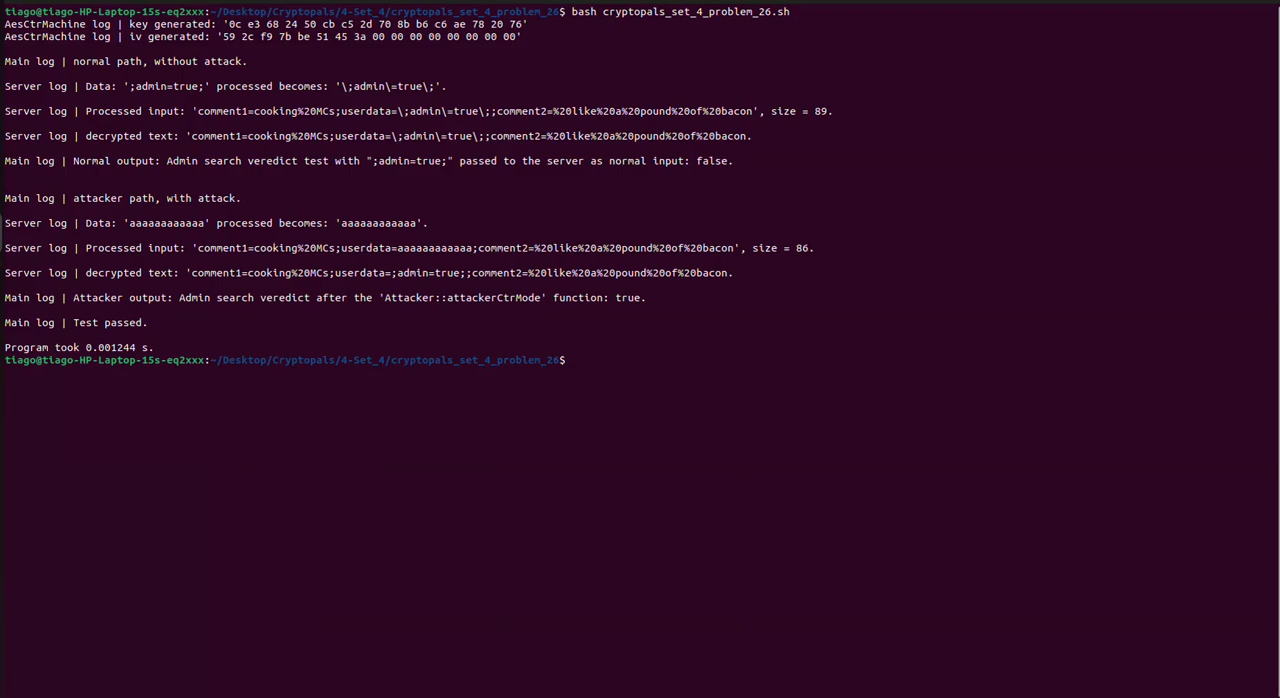 tiago@tiago-HP-Laptop-15s-eq2xxx:~/Desktop/Cryptopals/4-Set_4/cryptopals_set_4_problem_26$ bash cryptopals_set_4_problem_26.sh
AesCtrMachine log | key generated: '0c e3 68 24 50 cb c5 2d 70 8b b6 c6 ae 78 20 76'
AesCtrMachine log | iv generated: '59 2c f9 7b be 51 45 3a 00 00 00 00 00 00 00 00'
Main log | normal path, without attack.
Server log | Data: ';admin=true;' processed becomes: '\;admin\=true\;'.
Server log | Processed input: 'comment1=cooking%20MCs;userdata=\;admin\=true\;;comment2=%20like%20a%20pound%20of%20bacon', size = 89.
Server log | decrypted text: 'comment1=cooking%20MCs;userdata=\;admin\=true\;;comment2=%20like%20a%20pound%20of%20bacon.
Main log | Normal output: Admin search veredict test with ";admin=true;" passed to the server as normal input: false.
Main log | attacker path, with attack.
Server log | Data: 'aaaaaaaaaaaa' processed becomes: 'aaaaaaaaaaaa'.
Server log | Processed input: 'comment1=cooking%20MCs;userdata=aaaaaaaaaaaa;comment2=%20like%20a%20pound%20of%20bacon', size = 86.
Server log | decrypted text: 'comment1=cooking%20MCs;userdata=;admin=true;;comment2=%20like%20a%20pound%20of%20bacon.
Main log | Attacker output: Admin search veredict after the 'Attacker::attackerCtrMode' function: true.
Main log | Test passed.
Program took 0.001244 s.
tiago@tiago-HP-Laptop-15s-eq2xxx:~/Desktop/Cryptopals/4-Set_4/cryptopals_set_4_problem_26$